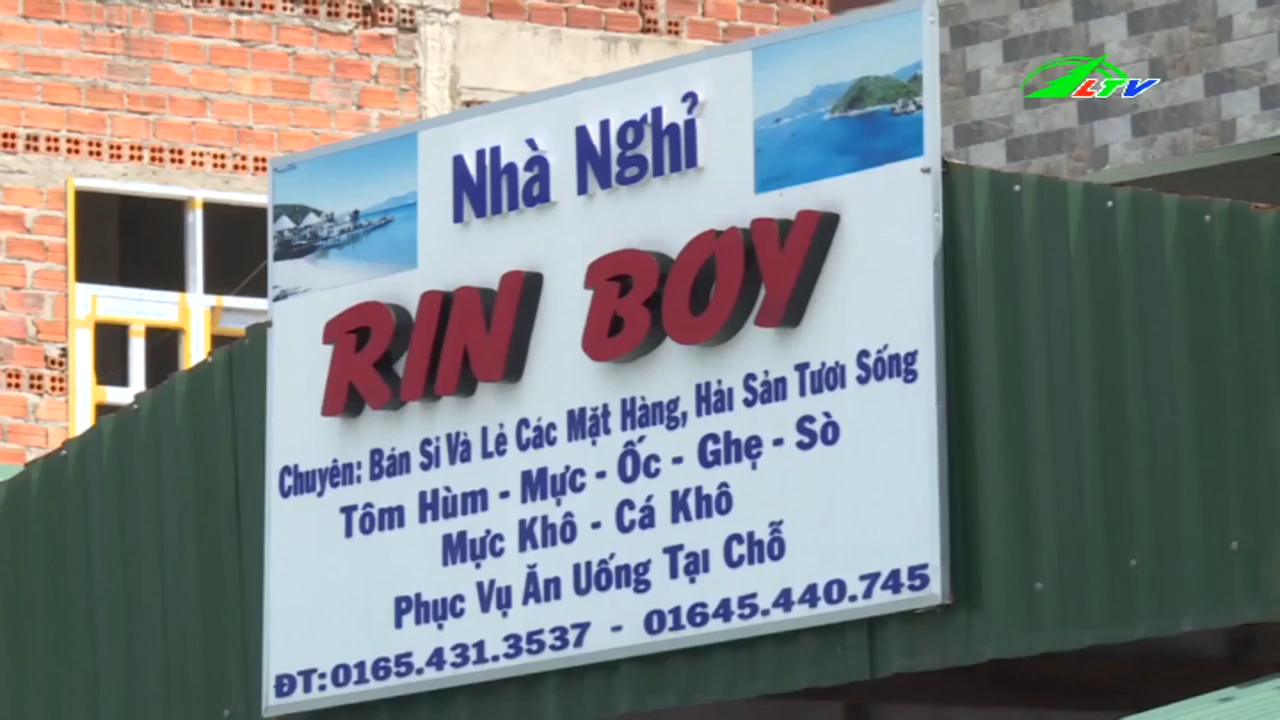 LTV
Nhà Nghỉ
RIN BOY
Chuyên: Bán Sỉ Và Lẻ Các Mặt Hàng, Hải Sản Tươi Sống
Tôm Hùm - Mực - Ốc - Ghẹ - Sò
Mực Khô - Cá Khô
Phục Vụ Ăn Uống Tại Chỗ
ĐT:0165.431.3537 - 01645.440.745